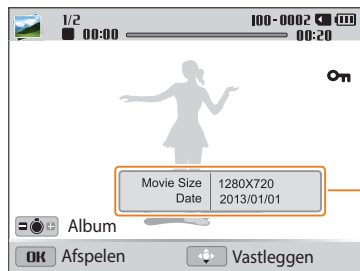 1/2 100-0002
00:00 00:20
Movie Size 1280X720
Date 2013/01/01
Album
OK Afspelen Vastleggen